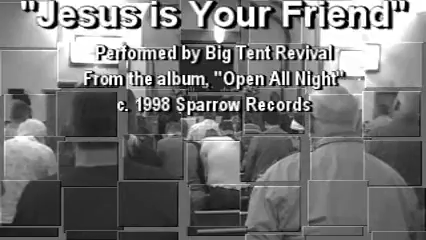 "Jesus is Your Friend"
Performed by Big Tent Revival
From the album, "Open All Night"
c. 1998 Sparrow Records